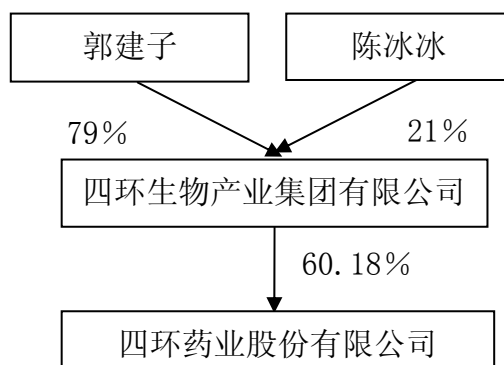 郭建子 陈冰冰
79% 21%
四环生物产业集团有限公司
60.18%
四环药业股份有限公司